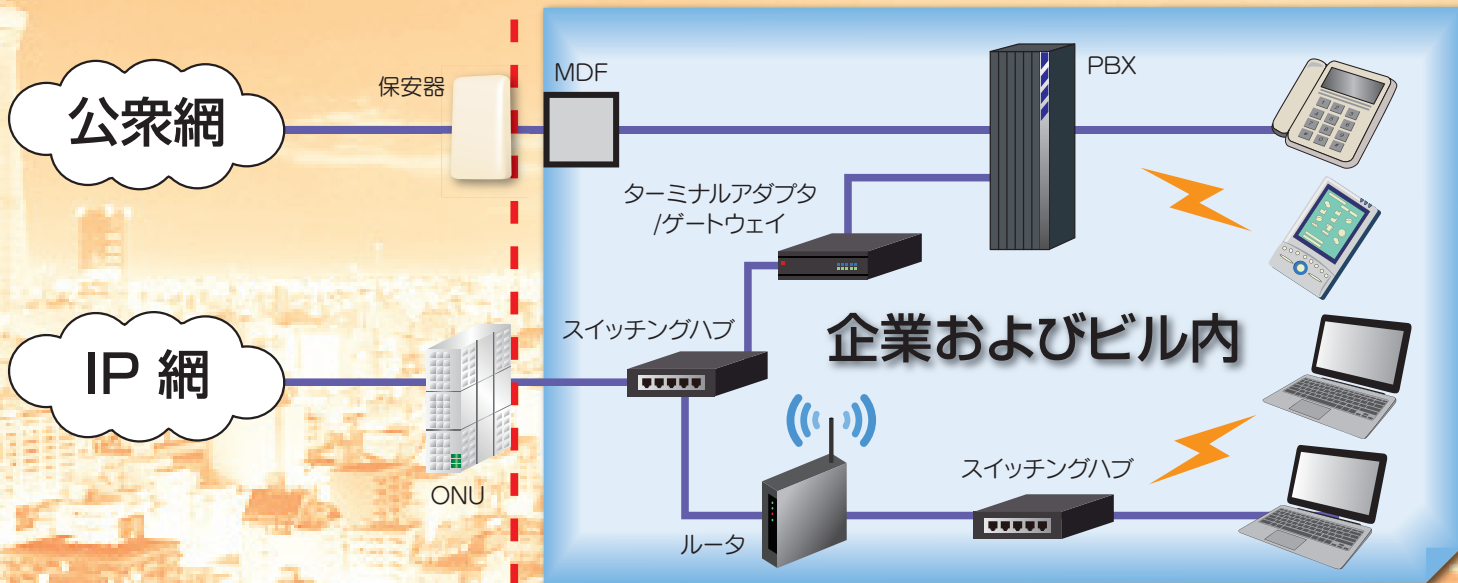 公衆網
保安器
MDF
PBX
ターミナルアダプタ
/ゲートウェイ
IP 網
スイッチングハブ
企業およびビル内
ONU
ルータ
スイッチングハブ